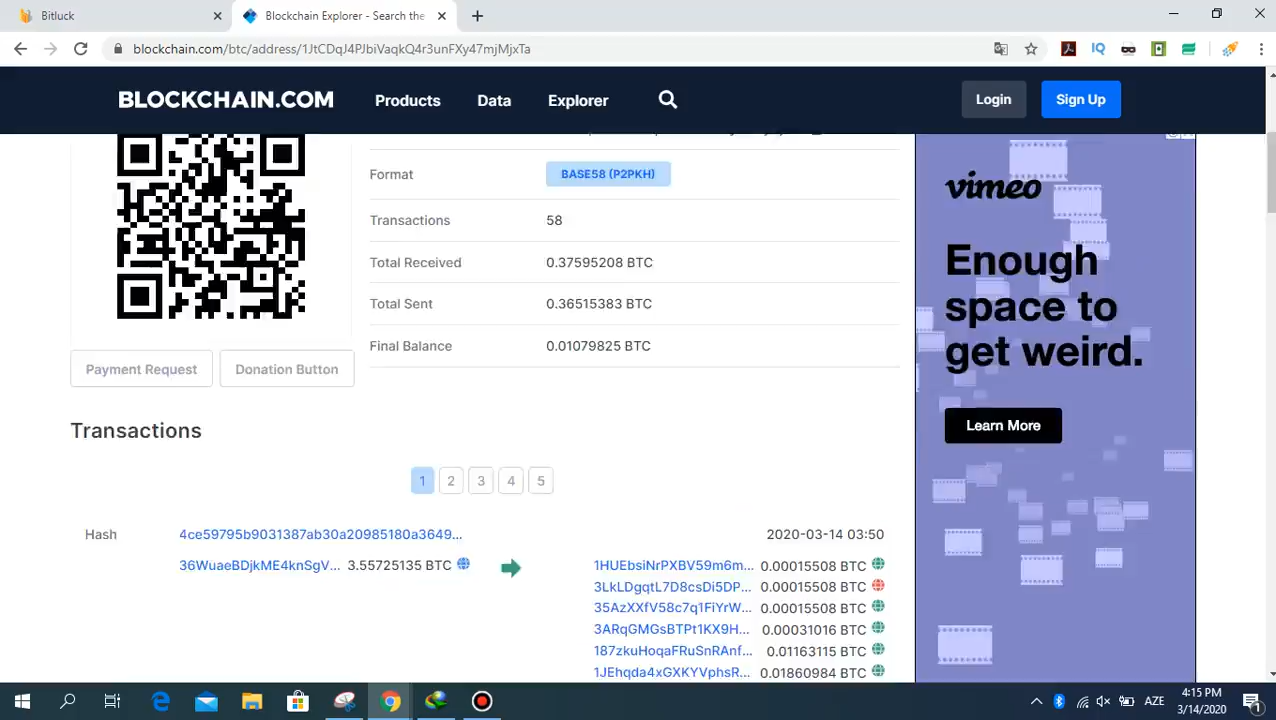 Bitluck
Blockchain Explorer - Search the
blockchain.com/btc/address/1JtCDqJ4PJbiVaqkQ4r3unFXy47mjMjxTa
IQ
BLOCKCHAIN.COM
Products
Data
Explorer
Login
Sign Up
Format
BASE58 (P2PKH)
Transactions
58
Total Received
0.37595208 BTC
Total Sent
0.36515383 BTC
Final Balance
0.01079825 BTC
Payment Request
Donation Button
vimeo
Enough
space to
get weird.
Learn More
Transactions
1 2 3 4 5
Hash
4ce59795b9031387ab30a20985180a3649...
2020-03-14 03:50
36WuaeBDjkME4knSgV... 3.55725135 BTC
1HUEbsiNrPXBV59m6m... 0.00015508 BTC
3LkLDgqtL7D8csDi5DP... 0.00015508 BTC
35AzXXfV58c7q1FiYrW... 0.00015508 BTC
3ARqGMGsBTPt1KX9H... 0.00031016 BTC
187zkuHoqaFRuSnRAnf... 0.01163115 BTC
1JEhqda4xGXKYVphsR... 0.01860984 BTC
AZE
4:15 PM
3/14/2020
1